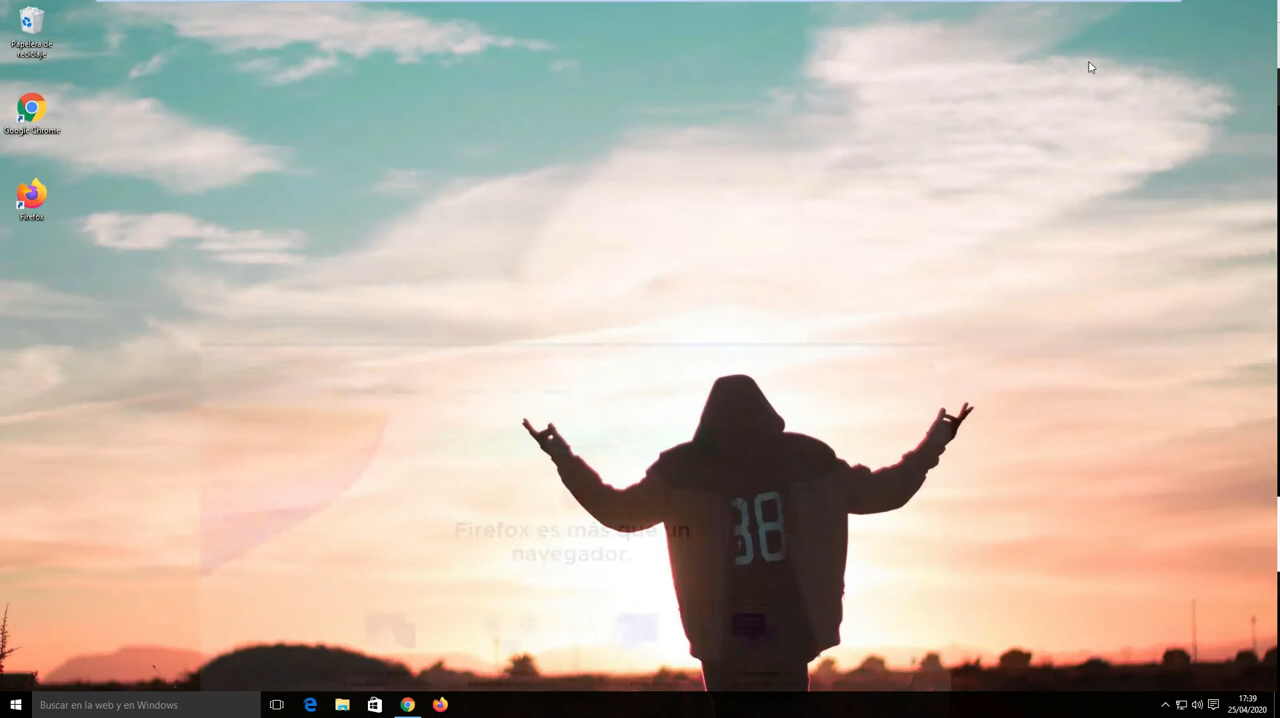 Papelera de
reciclaje
Google Chrome
Firefox
38
Firefox es más que un
navegador.
Buscar en la web y en Windows
17:39
25/04/2020